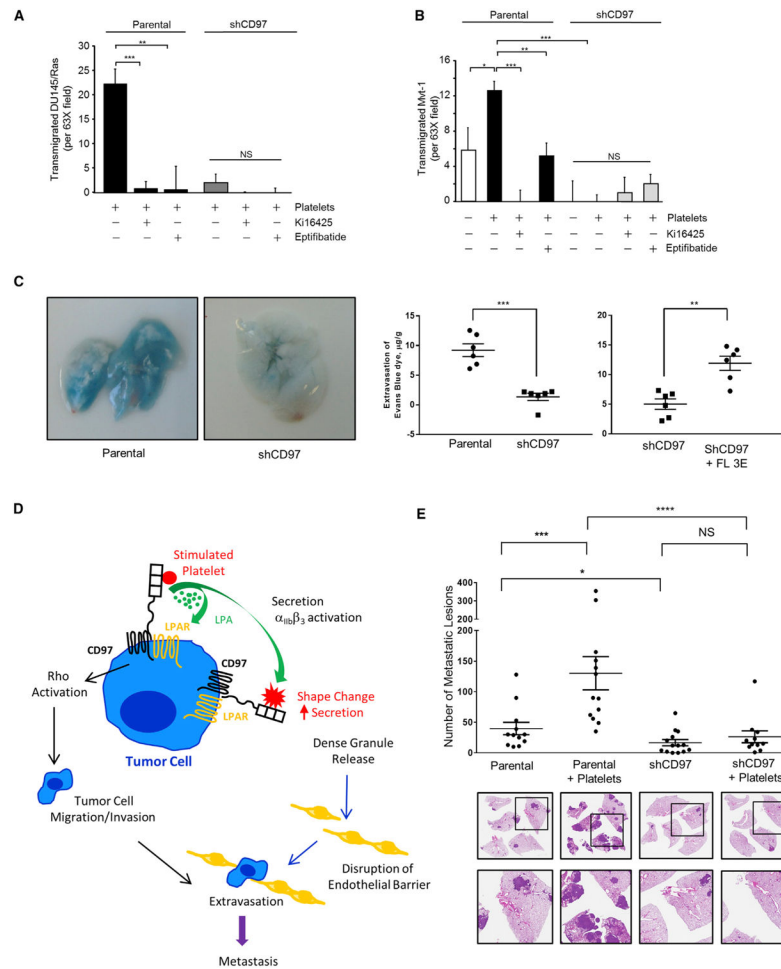 A
Parental
shCD97
**
***
NS
Transmigrated DU145/Ras
(per 63X field)
30
25
20
15
10
5
0
+ + + + + + Platelets
– + – – + – Ki16425
– – + – – + Eptifibatide
B
Parental
shCD97
***
**
* ***
NS
Transmigrated Mvt-1
(per 63X field)
16
12
8
4
0
– + + + – + + + Platelets
– – + – – – + – Ki16425
– – – + – – – + Eptifibatide
C
Parental
shCD97
Extravasation of
Evans Blue dye, µg/g
15
10
5
0
-5
***
Parental
shCD97
20
15
10
5
0
**
shCD97
ShCD97
+ FL 3E
D
Stimulated
Platelet
LPA
Secretion
αIIbβ3 activation
LPAR
CD97
CD97
LPAR
Rho
Activation
Shape Change
Secretion
Tumor Cell
Dense Granule
Release
Tumor Cell
Migration/Invasion
Disruption of
Endothelial Barrier
Extravasation
Metastasis
E
****
*** NS
*
Number of Metastatic Lesions
400
300
200
150
100
50
0
Parental
Parental
+ Platelets
shCD97
shCD97
+ Platelets